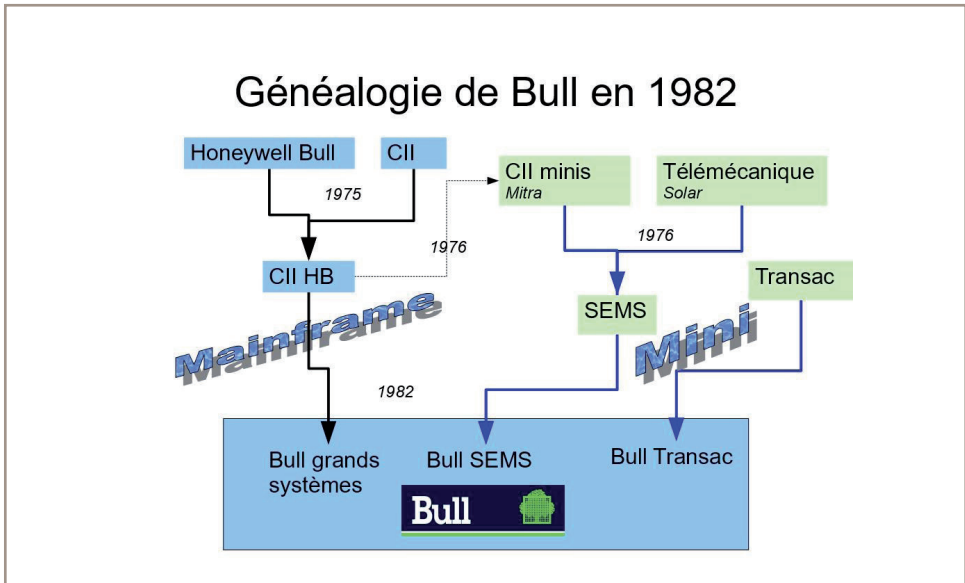 Généalogie de Bull en 1982
Honeywell Bull
CII
CII minis
Mitra
Télémécanique
Solar
1975
1976
1976
CII HB
Transac
SEMS
Mainframe
Mini
1982
Bull grands
systèmes
Bull SEMS
Bull Transac
Bull